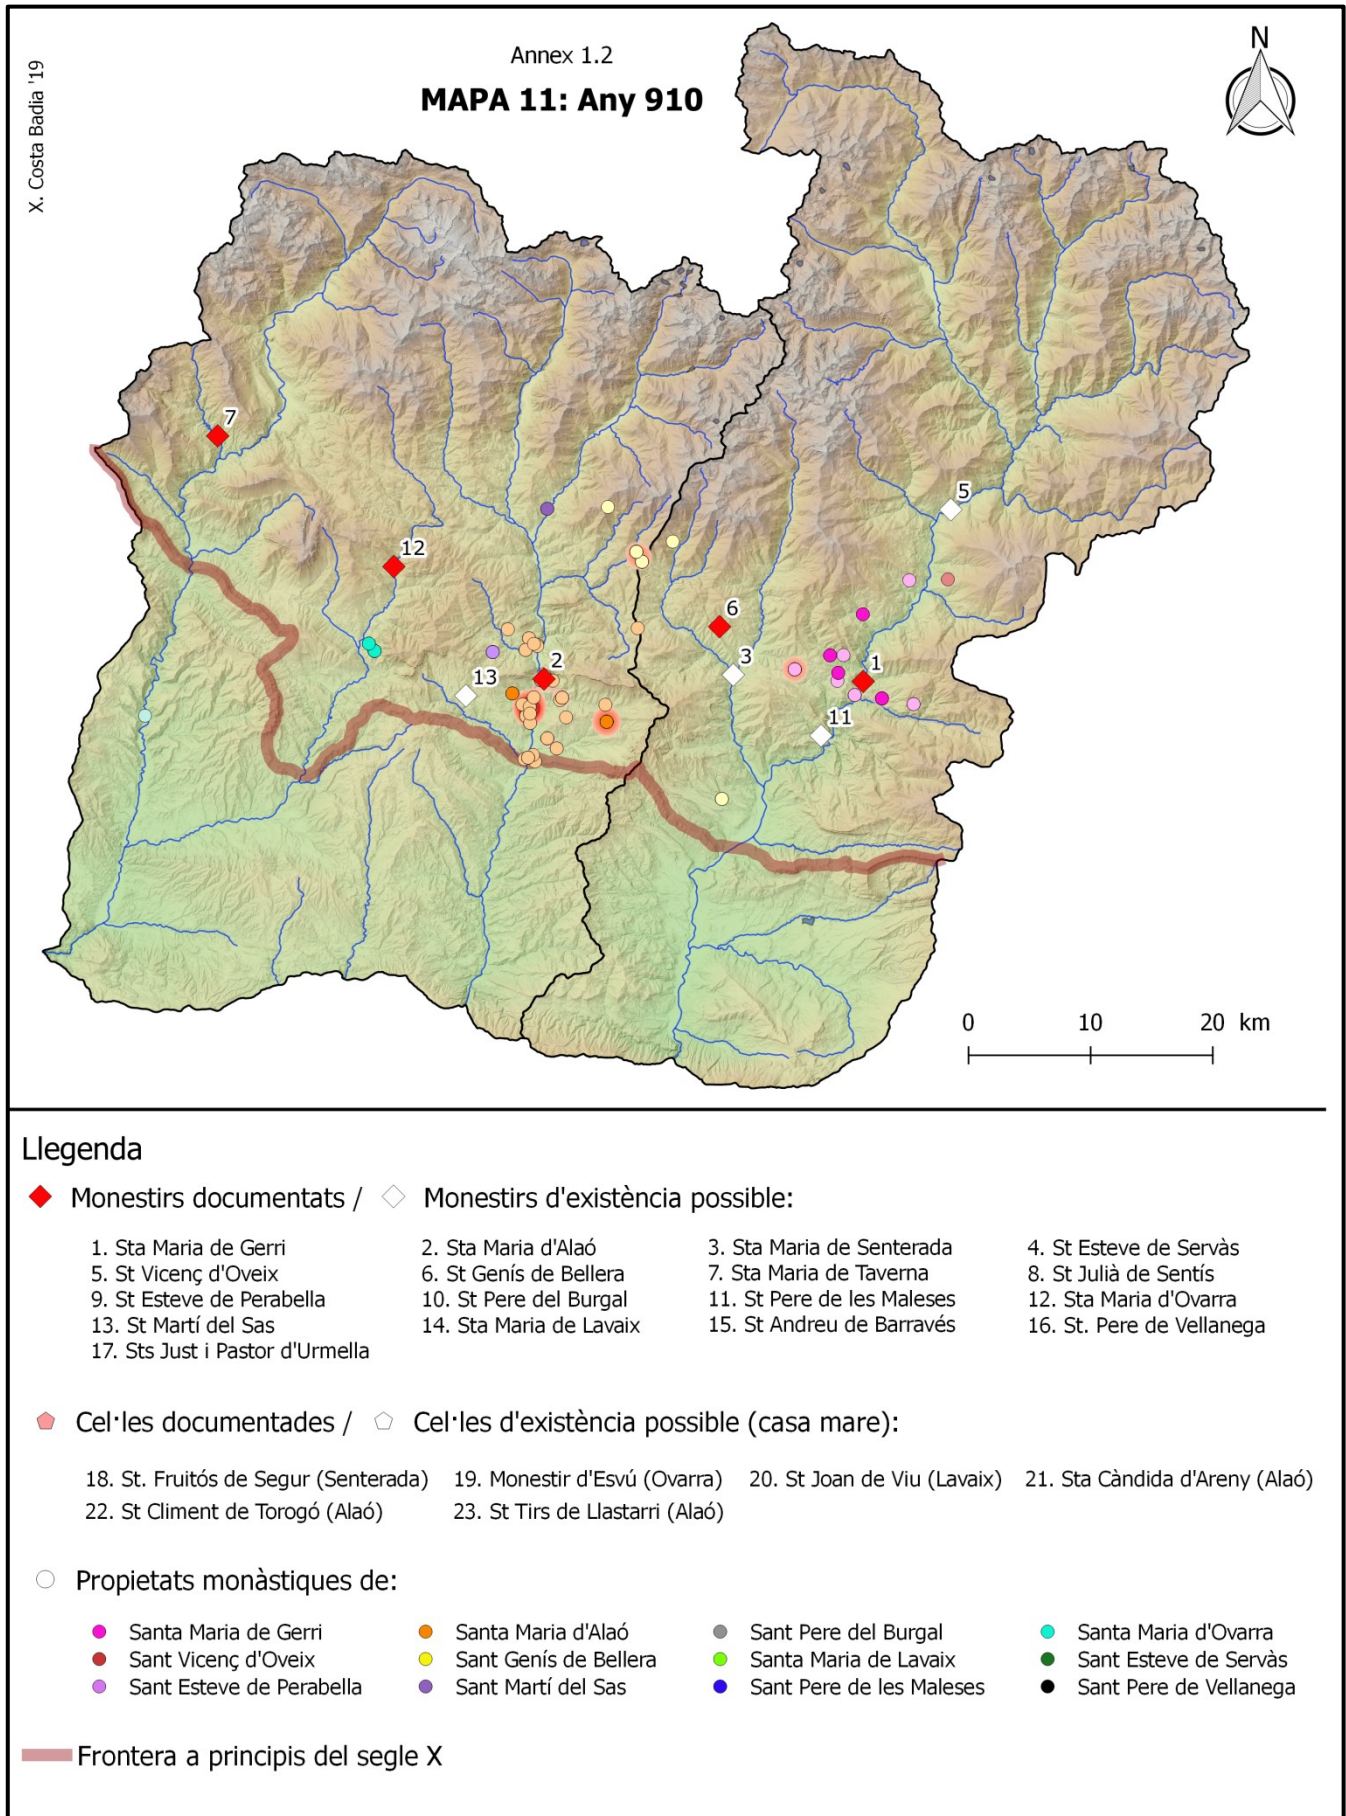 X. Costa Badia '19
Annex 1.2
MAPA 11: Any 910
N
7
5
12
6
3
2
1
13
11
0 10 20 km
Llegenda
Monestirs documentats / Monestirs d'existència possible:
1. Sta Maria de Gerri 2. Sta Maria d'Alaó 3. Sta Maria de Senterada 4. St Esteve de Servàs
5. St Vicenç d'Oveix 6. St Genís de Bellera 7. Sta Maria de Taverna 8. St Julià de Sentís
9. St Esteve de Perabella 10. St Pere del Burgal 11. St Pere de les Maleses 12. Sta Maria d'Ovarra
13. St Martí del Sas 14. Sta Maria de Lavaix 15. St Andreu de Barravés 16. St. Pere de Vellanega
17. Sts Just i Pastor d'Urmella
Cel·les documentades / Cel·les d'existència possible (casa mare):
18. St. Fruitós de Segur (Senterada) 19. Monestir d'Esvú (Ovarra) 20. St Joan de Viu (Lavaix) 21. Sta Càndida d'Areny (Alaó)
22. St Climent de Torogó (Alaó) 23. St Tirs de Llastarri (Alaó)
Propietats monàstiques de:
Santa Maria de Gerri Santa Maria d'Alaó Sant Pere del Burgal Santa Maria d'Ovarra
Sant Vicenç d'Oveix Sant Genís de Bellera Santa Maria de Lavaix Sant Esteve de Servàs
Sant Esteve de Perabella Sant Martí del Sas Sant Pere de les Maleses Sant Pere de Vellanega
Frontera a principis del segle X